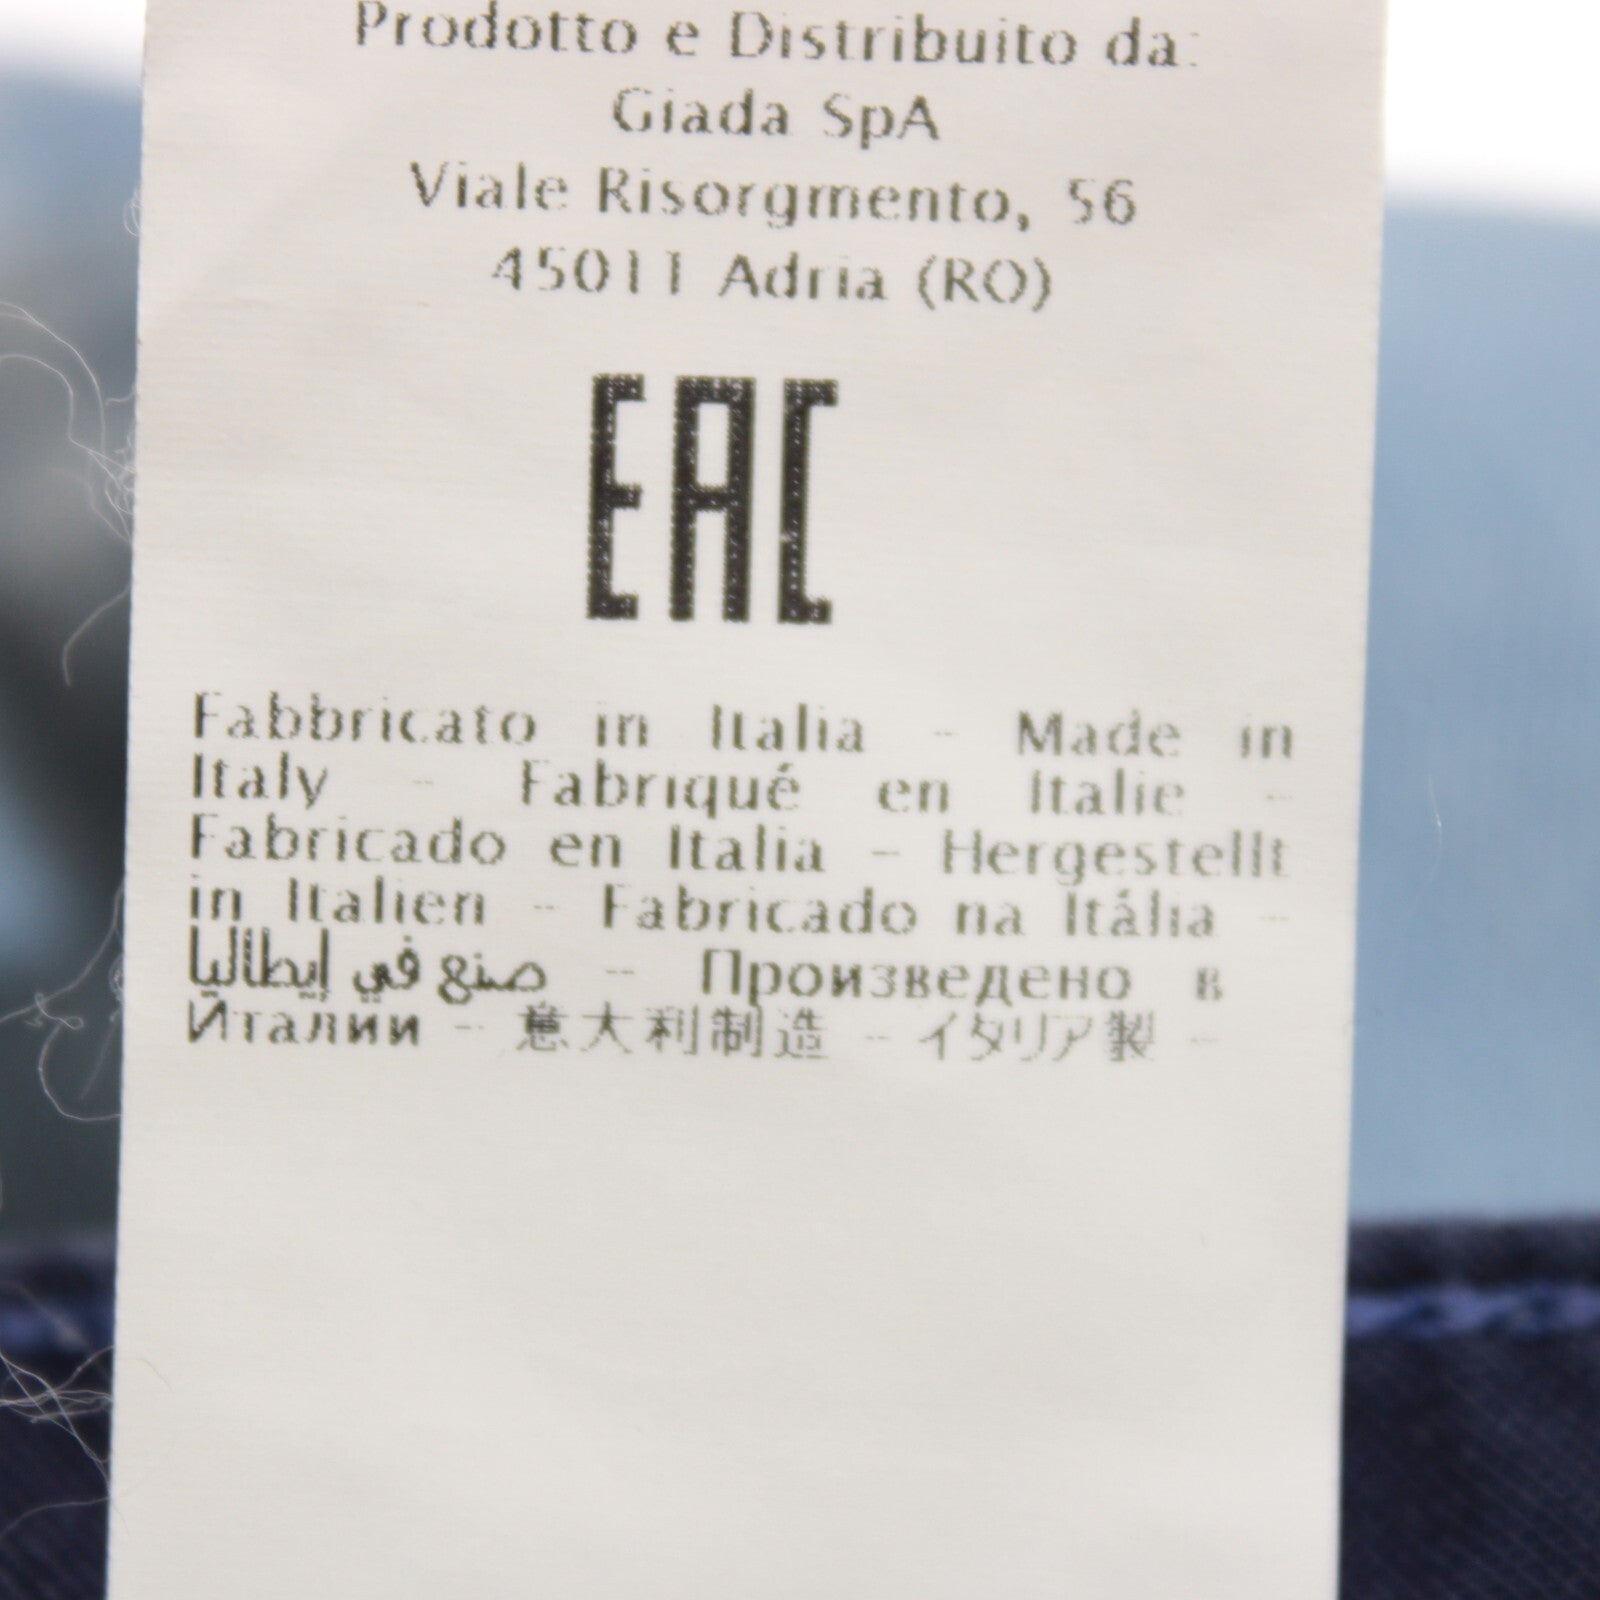 Prodotto e Distribuito da:
Giada SpA
Viale Risorgmento, 56
45011 Adria (RO)
EAC
Fabbricato in Italia - Made in
Italy - Fabriqué en Italie -
Fabricado en Italia - Hergestellt
in Italien - Fabricado na Itália -
صنع في إيطاليا - Произведено в
Италии - 意大利制造 - イタリア製 -